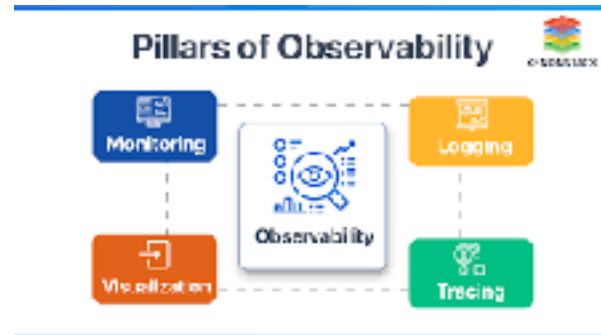 Pillars of Observability
Monitoring
Logging
Observability
Visualization
Tracing